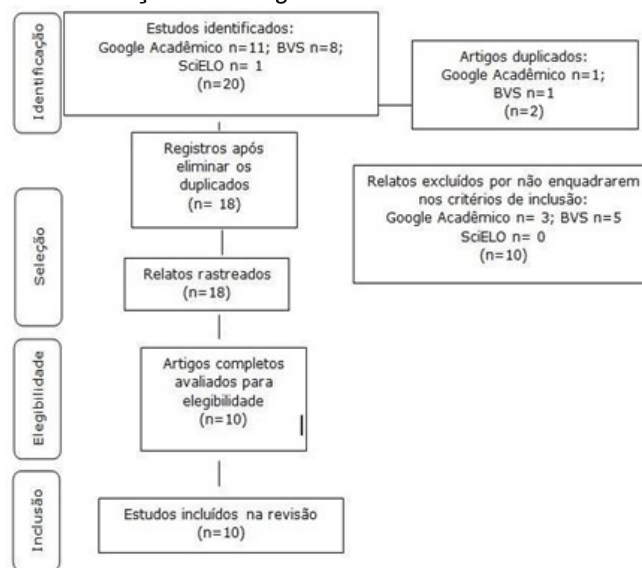 Identificação
Estudos identificados:
Google Acadêmico n=11; BVS n=8;
SciELO n= 1
(n=20)
Artigos duplicados:
Google Acadêmico n=1;
BVS n=1
(n=2)
Seleção
Registros após
eliminar os
duplicados
(n= 18)
Relatos excluídos por não enquadrarem
nos critérios de inclusão:
Google Acadêmico n= 3; BVS n=5
SciELO n= 0
(n=10)
Relatos rastreados
(n=18)
Elegibilidade
Artigos completos
avaliados para
elegibilidade
(n=10)
Inclusão
Estudos incluídos na revisão
(n=10)